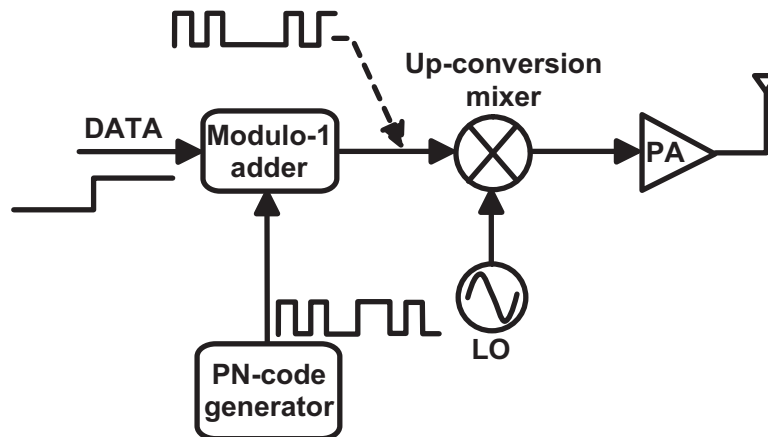 Up-conversion
mixer
DATA
Modulo-1
adder
PA
LO
PN-code
generator